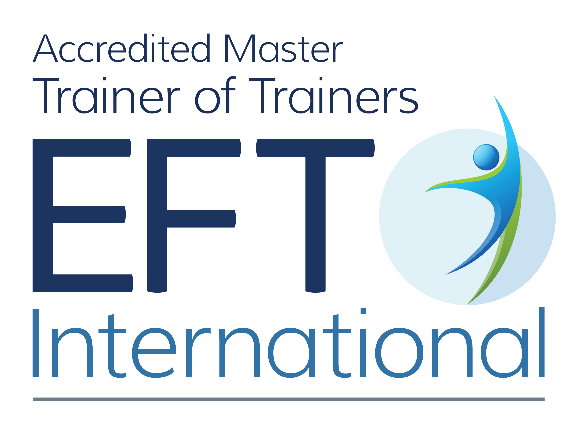 Accredited Master
Trainer of Trainers
EFT
International